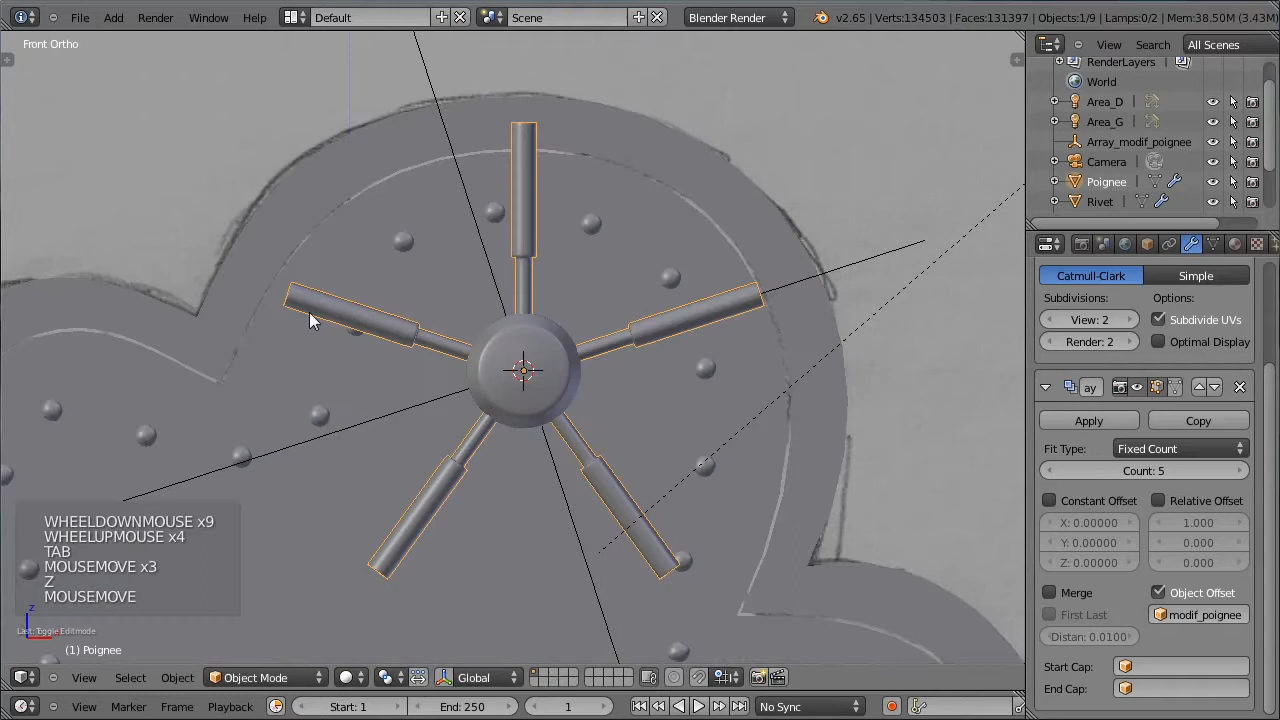 File Add Render Window Help Default Scene Blender Render v2.65 | Verts:134503 | Faces:131397 | Objects:1/9 | Lamps:0/2 | Mem:38.50M (3.43M)
Front Ortho
View Search All Scenes
RenderLayers
World
Area_D
Area_G
Array_modif_poignee
Camera
Poignee
Rivet
Catmull-Clark Simple
Subdivisions: Options:
View: 2 Subdivide UVs
Render: 2 Optimal Display
ay
Apply Copy
Fit Type: Fixed Count
Count: 5
Constant Offset Relative Offset
X: 0.00000 1.000
Y: 0.00000 0.000
Z: 0.00000 0.000
Merge Object Offset
First Last modif_poignee
Distan: 0.0100
Start Cap:
End Cap:
WHEELDOWNMOUSE x9
WHEELUPMOUSE x4
TAB
MOUSEMOVE x3
Z
MOUSEMOVE
z
Last: Toggle Editmode
(1) Poignee
View Select Object Object Mode Global
View Marker Frame Playback Start: 1 End: 250 1 No Sync